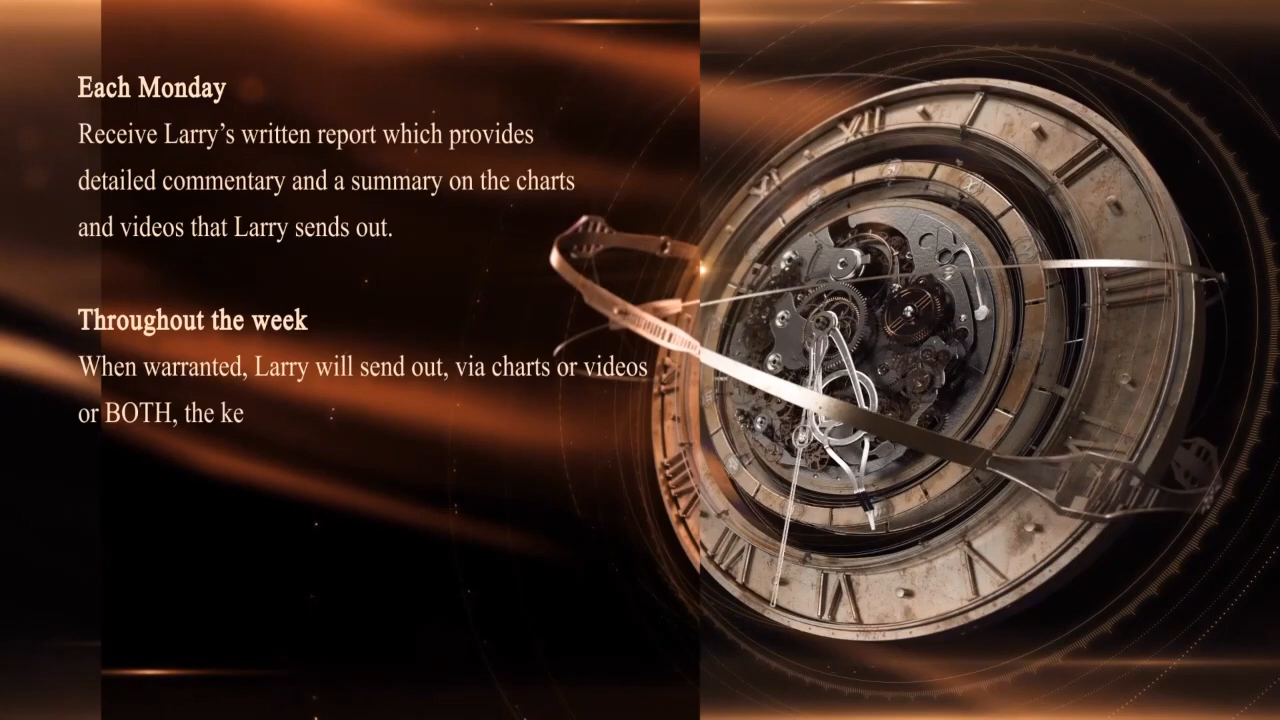 Each Monday
Receive Larry’s written report which provides
detailed commentary and a summary on the charts
and videos that Larry sends out.
Throughout the week
When warranted, Larry will send out, via charts or videos
or BOTH, the ke